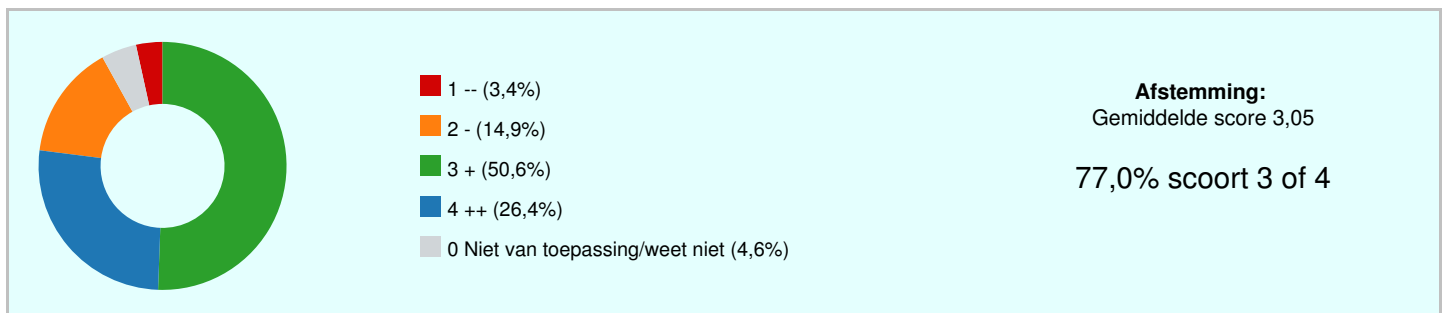 1 -- (3,4%)
2 - (14,9%)
3 + (50,6%)
4 ++ (26,4%)
0 Niet van toepassing/weet niet (4,6%)
Afstemming:
Gemiddelde score 3,05
77,0% scoort 3 of 4